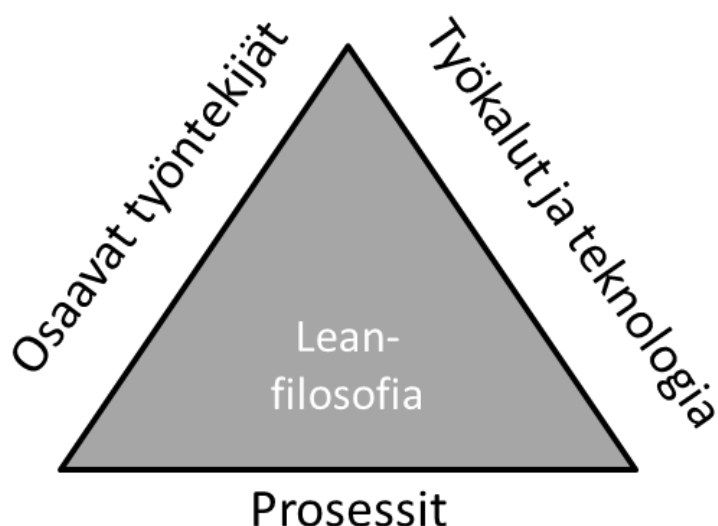 Osaavat työntekijät
Työkalut ja teknologia
Lean-
filosofia
Prosessit